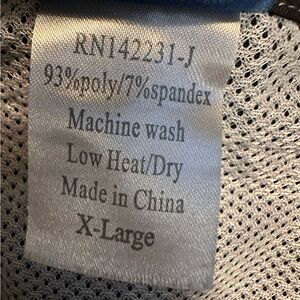 RN142231-J
93%poly/7%spandex
Machine wash
Low Heat/Dry
Made in China
X-Large